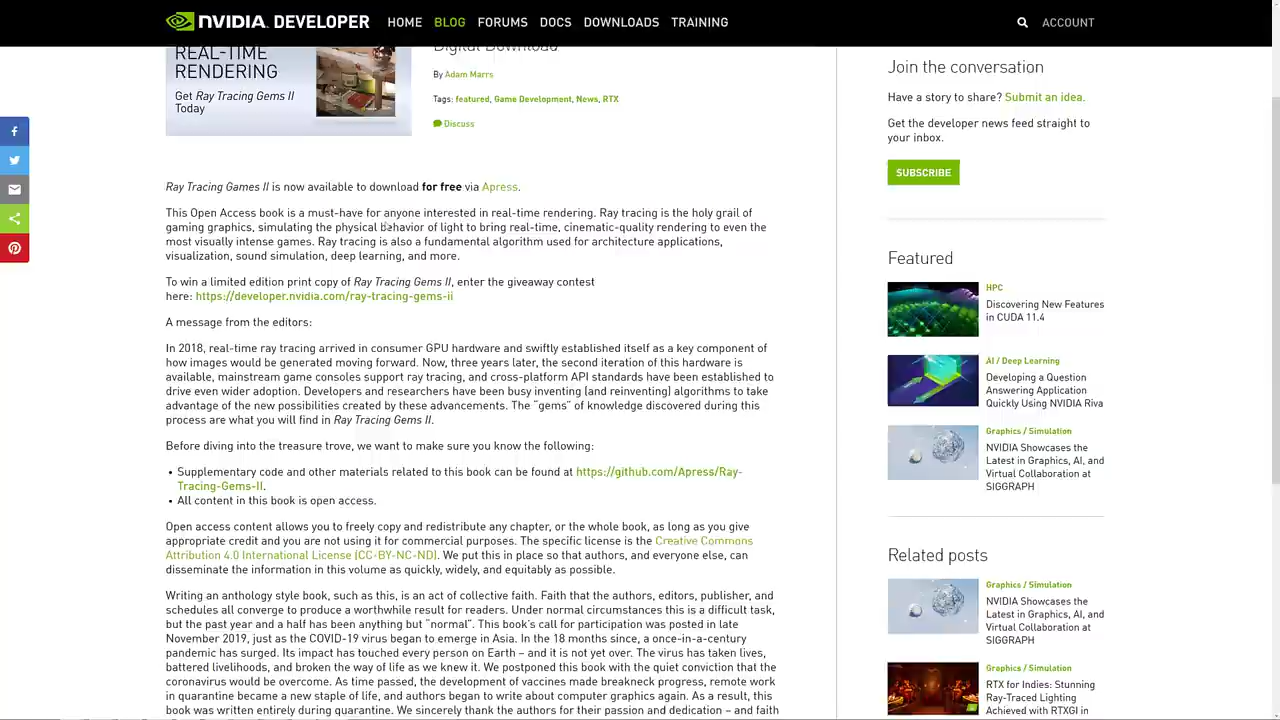 NVIDIA DEVELOPER HOME BLOG FORUMS DOCS DOWNLOADS TRAINING ACCOUNT
REAL-TIME
RENDERING
Get Ray Tracing Gems II
Today
Digital Download
By Adam Marrs
Tags: featured, Game Development, News, RTX
Discuss
Ray Tracing Games II is now available to download for free via Apress.
This Open Access book is a must-have for anyone interested in real-time rendering. Ray tracing is the holy grail of
gaming graphics, simulating the physical behavior of light to bring real-time, cinematic-quality rendering to even the
most visually intense games. Ray tracing is also a fundamental algorithm used for architecture applications,
visualization, sound simulation, deep learning, and more.
To win a limited edition print copy of Ray Tracing Gems II, enter the giveaway contest
here: https://developer.nvidia.com/ray-tracing-gems-ii
A message from the editors:
In 2018, real-time ray tracing arrived in consumer GPU hardware and swiftly established itself as a key component of
how images would be generated moving forward. Now, three years later, the second iteration of this hardware is
available, mainstream game consoles support ray tracing, and cross-platform API standards have been established to
drive even wider adoption. Developers and researchers have been busy inventing (and reinventing) algorithms to take
advantage of the new possibilities created by these advancements. The "gems" of knowledge discovered during this
process are what you will find in Ray Tracing Gems II.
Before diving into the treasure trove, we want to make sure you know the following:
• Supplementary code and other materials related to this book can be found at https://github.com/Apress/Ray-
Tracing-Gems-II.
• All content in this book is open access.
Open access content allows you to freely copy and redistribute any chapter, or the whole book, as long as you give
appropriate credit and you are not using it for commercial purposes. The specific license is the Creative Commons
Attribution 4.0 International License (CC-BY-NC-ND). We put this in place so that authors, and everyone else, can
disseminate the information in this volume as quickly, widely, and equitably as possible.
Writing an anthology style book, such as this, is an act of collective faith. Faith that the authors, editors, publisher, and
schedules all converge to produce a worthwhile result for readers. Under normal circumstances this is a difficult task,
but the past year and a half has been anything but "normal". This book's call for participation was posted in late
November 2019, just as the COVID-19 virus began to emerge in Asia. In the 18 months since, a once-in-a-century
pandemic has surged. Its impact has touched every person on Earth – and it is not yet over. The virus has taken lives,
battered livelihoods, and broken the way of life as we knew it. We postponed this book with the quiet conviction that the
coronavirus would be overcome. As time passed, the development of vaccines made breakneck progress, remote work
in quarantine became a new staple of life, and authors began to write about computer graphics again. As a result, this
book was written entirely during quarantine. We sincerely thank the authors for their passion and dedication – and faith
Join the conversation
Have a story to share? Submit an idea.
Get the developer news feed straight to
your inbox.
SUBSCRIBE
Featured
HPC
Discovering New Features
in CUDA 11.4
AI / Deep Learning
Developing a Question
Answering Application
Quickly Using NVIDIA Riva
Graphics / Simulation
NVIDIA Showcases the
Latest in Graphics, AI, and
Virtual Collaboration at
SIGGRAPH
Related posts
Graphics / Simulation
NVIDIA Showcases the
Latest in Graphics, AI, and
Virtual Collaboration at
SIGGRAPH
Graphics / Simulation
RTX for Indies: Stunning
Ray-Traced Lighting
Achieved with RTXGI in